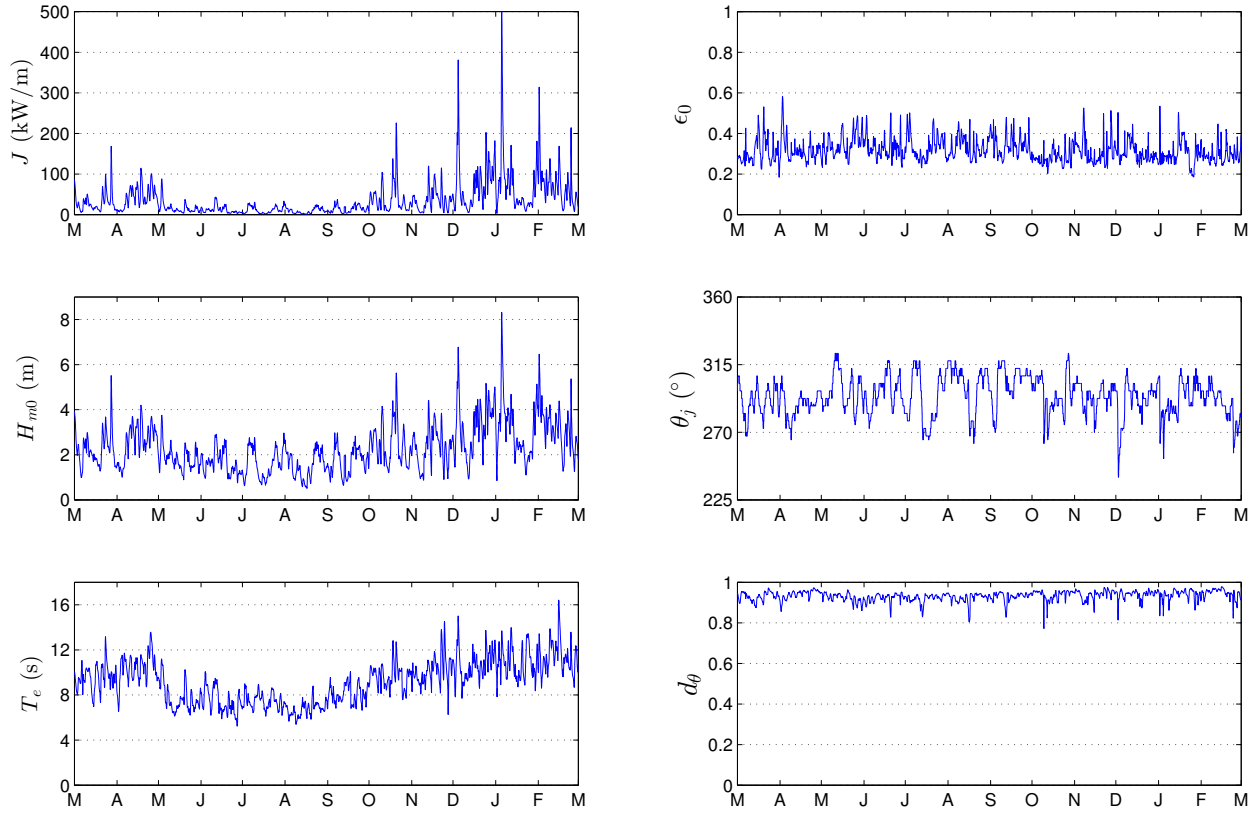 J (kW/m)
500
400
300
200
100
0
M A M J J A S O N D J F M
ϵ0
1
0.8
0.6
0.4
0.2
0
M A M J J A S O N D J F M
Hm0 (m)
8
6
4
2
0
M A M J J A S O N D J F M
θj (°)
360
315
270
225
M A M J J A S O N D J F M
Te (s)
16
12
8
4
0
M A M J J A S O N D J F M
dθ
1
0.8
0.6
0.4
0.2
0
M A M J J A S O N D J F M